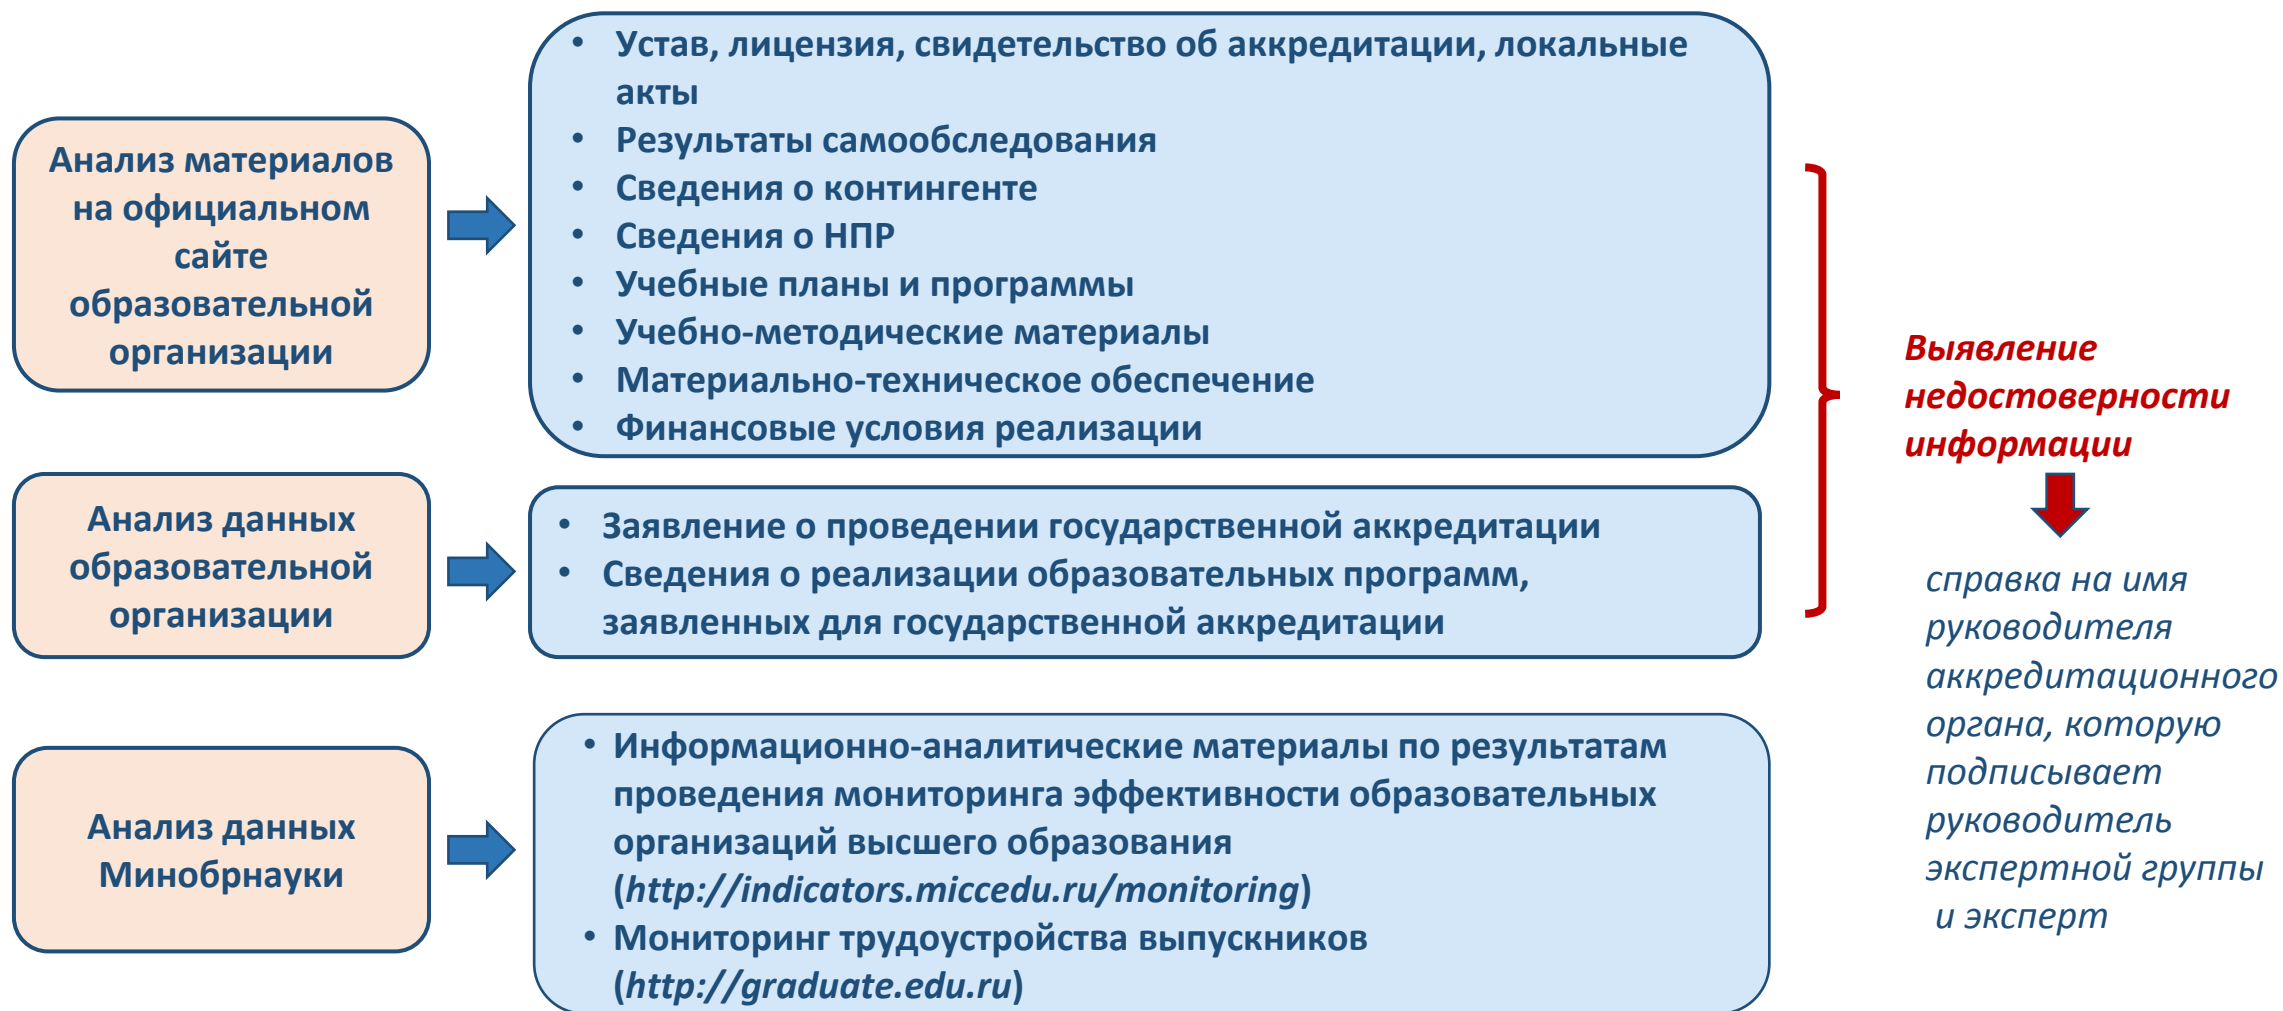 Анализ материалов
на официальном
сайте
образовательной
организации
• Устав, лицензия, свидетельство об аккредитации, локальные
акты
• Результаты самообследования
• Сведения о контингенте
• Сведения о НПР
• Учебные планы и программы
• Учебно-методические материалы
• Материально-техническое обеспечение
• Финансовые условия реализации
Анализ данных
образовательной
организации
• Заявление о проведении государственной аккредитации
• Сведения о реализации образовательных программ,
заявленных для государственной аккредитации
Анализ данных
Минобрнауки
• Информационно-аналитические материалы по результатам
проведения мониторинга эффективности образовательных
организаций высшего образования
(http://indicators.miccedu.ru/monitoring)
• Мониторинг трудоустройства выпускников
(http://graduate.edu.ru)
Выявление
недостоверности
информации
справка на имя
руководителя
аккредитационного
органа, которую
подписывает
руководитель
экспертной группы
и эксперт